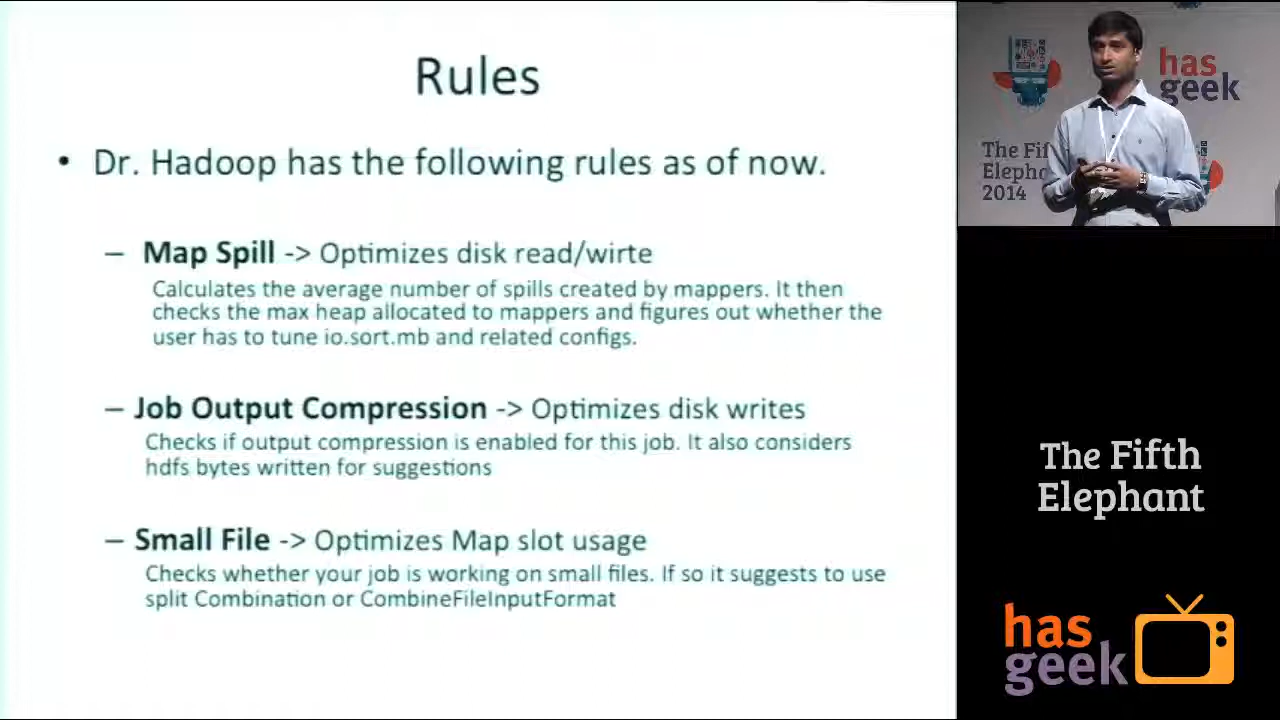 Rules
• Dr. Hadoop has the following rules as of now.
– Map Spill -> Optimizes disk read/wirte
Calculates the average number of spills created by mappers. It then
checks the max heap allocated to mappers and figures out whether the
user has to tune io.sort.mb and related configs.
– Job Output Compression -> Optimizes disk writes
Checks if output compression is enabled for this job. It also considers
hdfs bytes written for suggestions
– Small File -> Optimizes Map slot usage
Checks whether your job is working on small files. If so it suggests to use
split Combination or CombineFileInputFormat
has
geek
The Fif
Elepha
2014
The Fifth
Elephant
has
geek